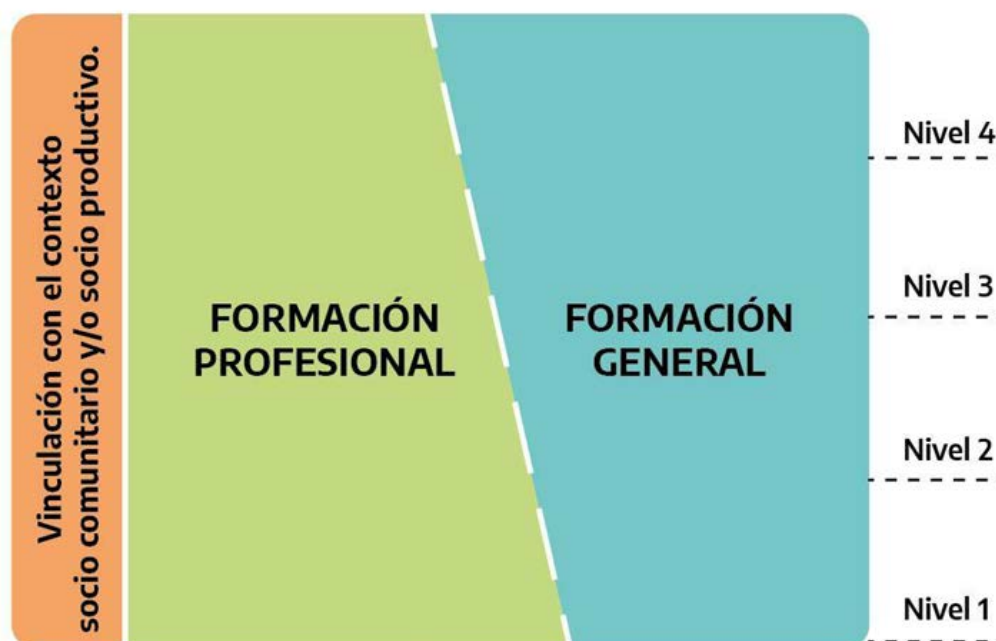 Vinculación con el contexto
socio comunitario y/o socio productivo.
FORMACIÓN
PROFESIONAL
FORMACIÓN
GENERAL
Nivel 4
Nivel 3
Nivel 2
Nivel 1